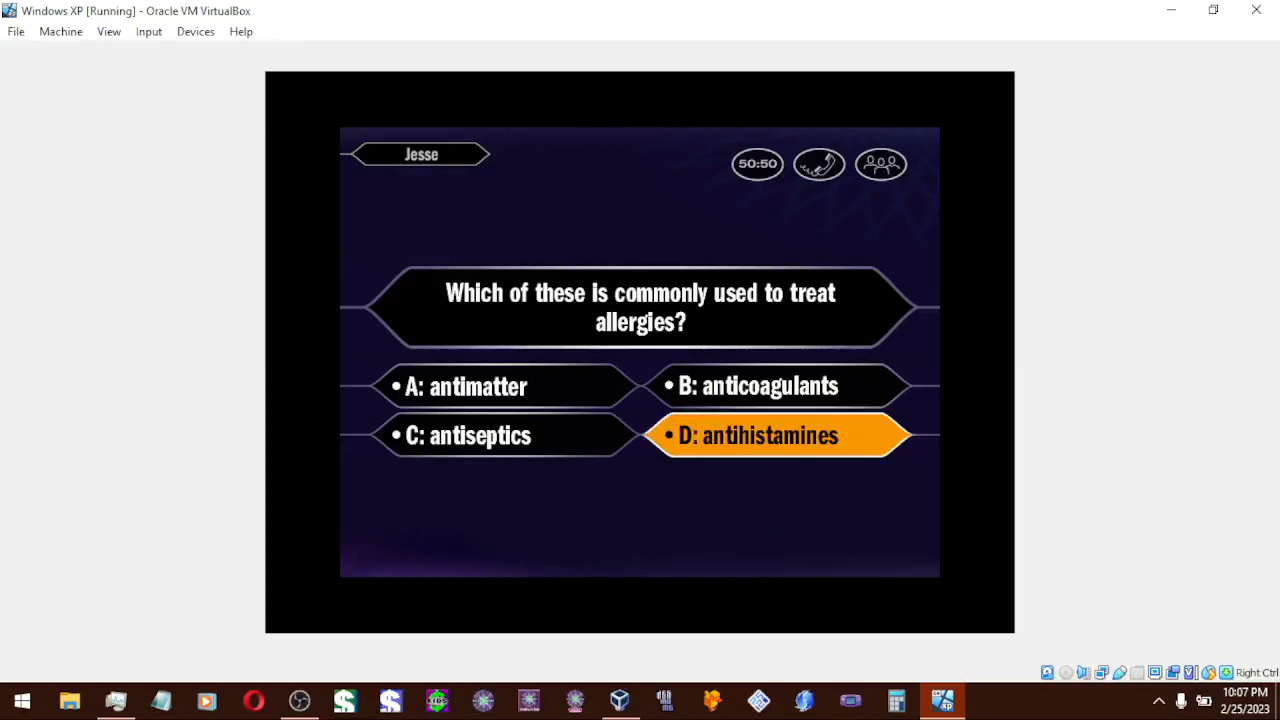 Windows XP [Running] - Oracle VM VirtualBox
File Machine View Input Devices Help
Jesse
50:50
Which of these is commonly used to treat
allergies?
• A: antimatter
• B: anticoagulants
• C: antiseptics
• D: antihistamines
Right Ctrl
10:07 PM
2/25/2023